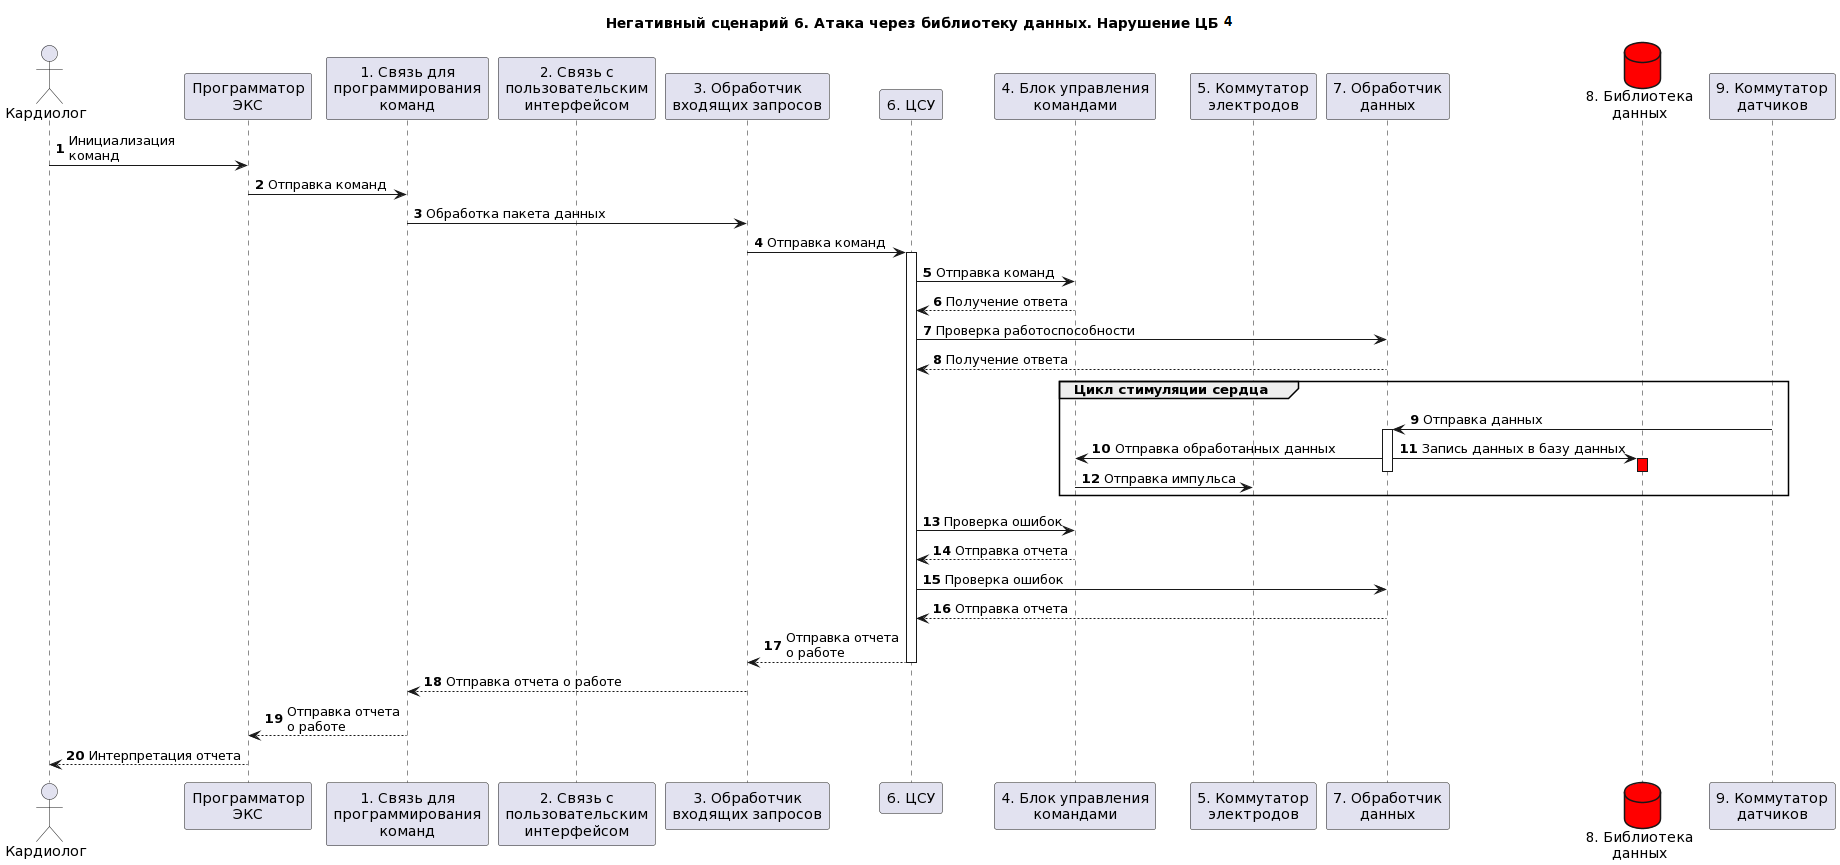 Негативный сценарий 6. Атака через библиотеку данных. Нарушение ЦБ 4
Кардиолог
Программатор
ЭКС
1. Связь для
программирования
команд
2. Связь с
пользовательским
интерфейсом
3. Обработчик
входящих запросов
6. ЦСУ
4. Блок управления
командами
5. Коммутатор
электродов
7. Обработчик
данных
8. Библиотека
данных
9. Коммутатор
датчиков
1 Инициализация
команд
2 Отправка команд
3 Обработка пакета данных
4 Отправка команд
5 Отправка команд
6 Получение ответа
7 Проверка работоспособности
8 Получение ответа
Цикл стимуляции сердца
9 Отправка данных
10 Отправка обработанных данных
11 Запись данных в базу данных
12 Отправка импульса
13 Проверка ошибок
14 Отправка отчета
15 Проверка ошибок
16 Отправка отчета
17 Отправка отчета
о работе
18 Отправка отчета о работе
19 Отправка отчета
о работе
20 Интерпретация отчета
Кардиолог
Программатор
ЭКС
1. Связь для
программирования
команд
2. Связь с
пользовательским
интерфейсом
3. Обработчик
входящих запросов
6. ЦСУ
4. Блок управления
командами
5. Коммутатор
электродов
7. Обработчик
данных
8. Библиотека
данных
9. Коммутатор
датчиков